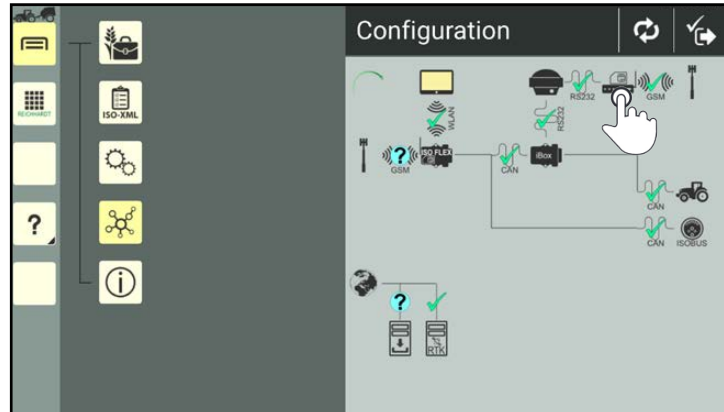 Configuration
REICHHARDT
ISO-XML
RS232
GSM
WLAN
RS232
?
GSM
ISO FLEX
CAN
iBox
?
CAN
CAN
ISOBUS
?
RTK